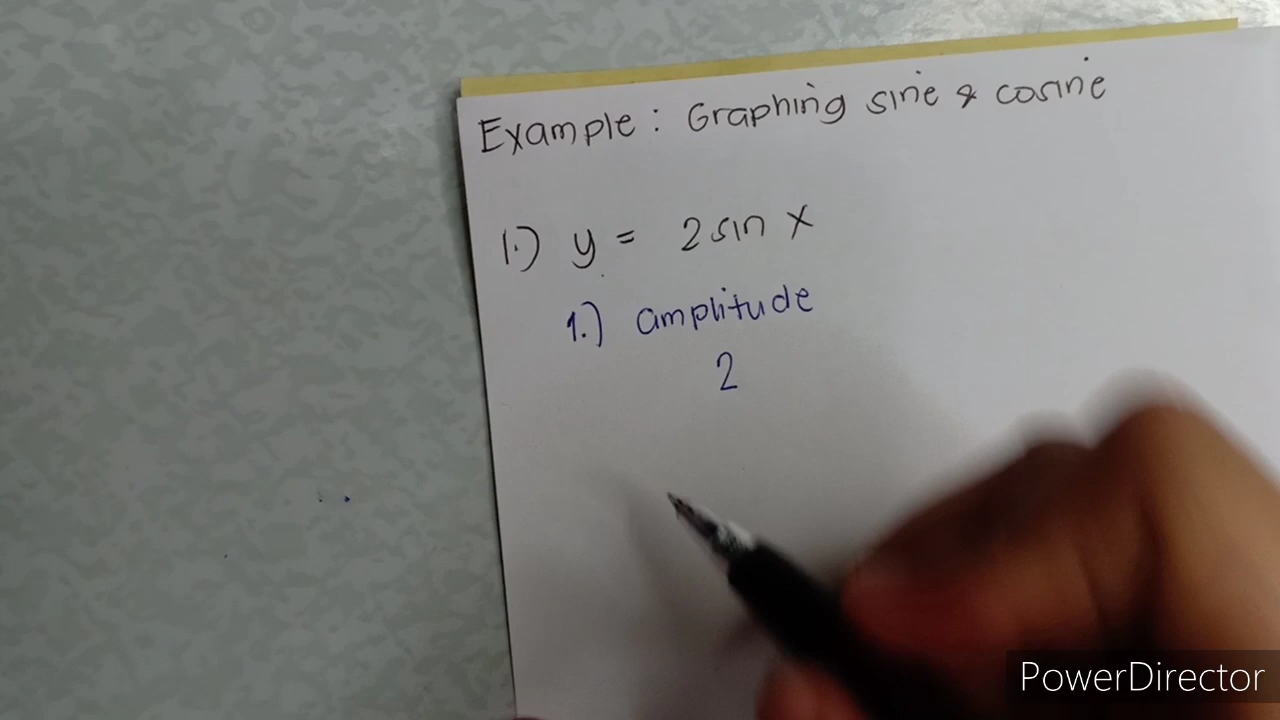 Example: Graphing sine & cosine
1.) y = 2 sin x
1.) amplitude
2
PowerDirector